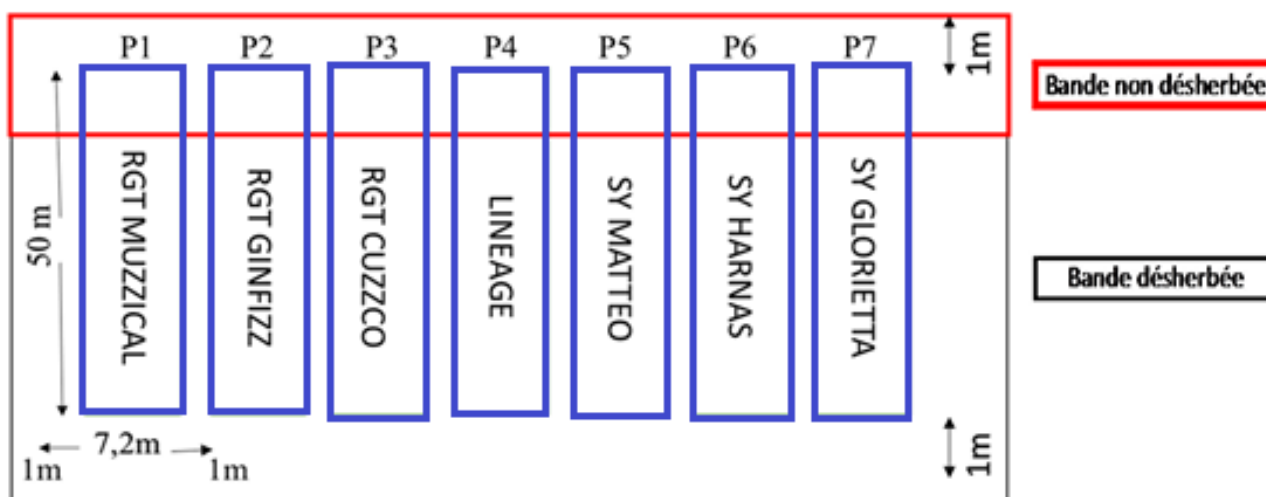 P1 P2 P3 P4 P5 P6 P7
1m
Bande non désherbée
50 m
RGT MUZZICAL
RGT GINFIZZ
RGT CUZZCO
LINEAGE
SY MATTEO
SY HARNAS
SY GLORIETTA
Bande désherbée
7,2m
1m
1m
1m